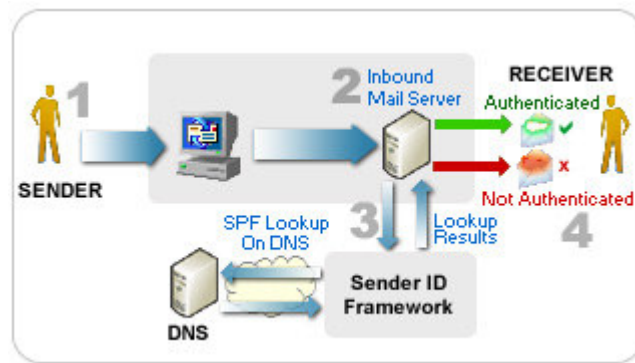 1
SENDER
2
Inbound
Mail Server
RECEIVER
Authenticated
Not Authenticated
3
4
SPF Lookup
On DNS
Lookup
Results
DNS
Sender ID
Framework